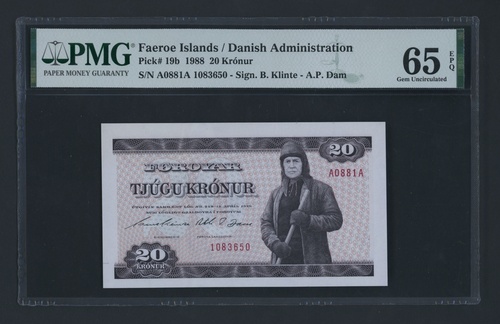 PMG
PAPER MONEY GUARANTY
Faeroe Islands / Danish Administration
Pick# 19b 1988 20 Krónur
S/N A0881A 1083650 - Sign. B. Klinte - A.P. Dam
65 EPQ
Gem Uncirculated
20
FØROYAR
A0881A
TJÚGU KRÓNUR
1083650
20
KRÓNUR